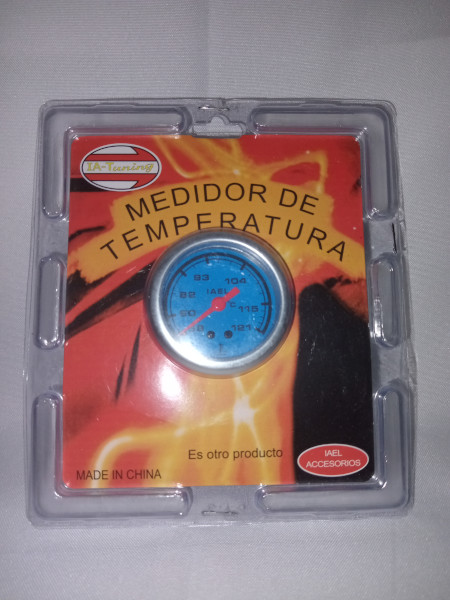 IA-Tuning
MEDIDOR DE
TEMPERATURA
93
104
82
IAEL
°C
115
60
121
Es otro producto
IAEL
ACCESORIOS
MADE IN CHINA